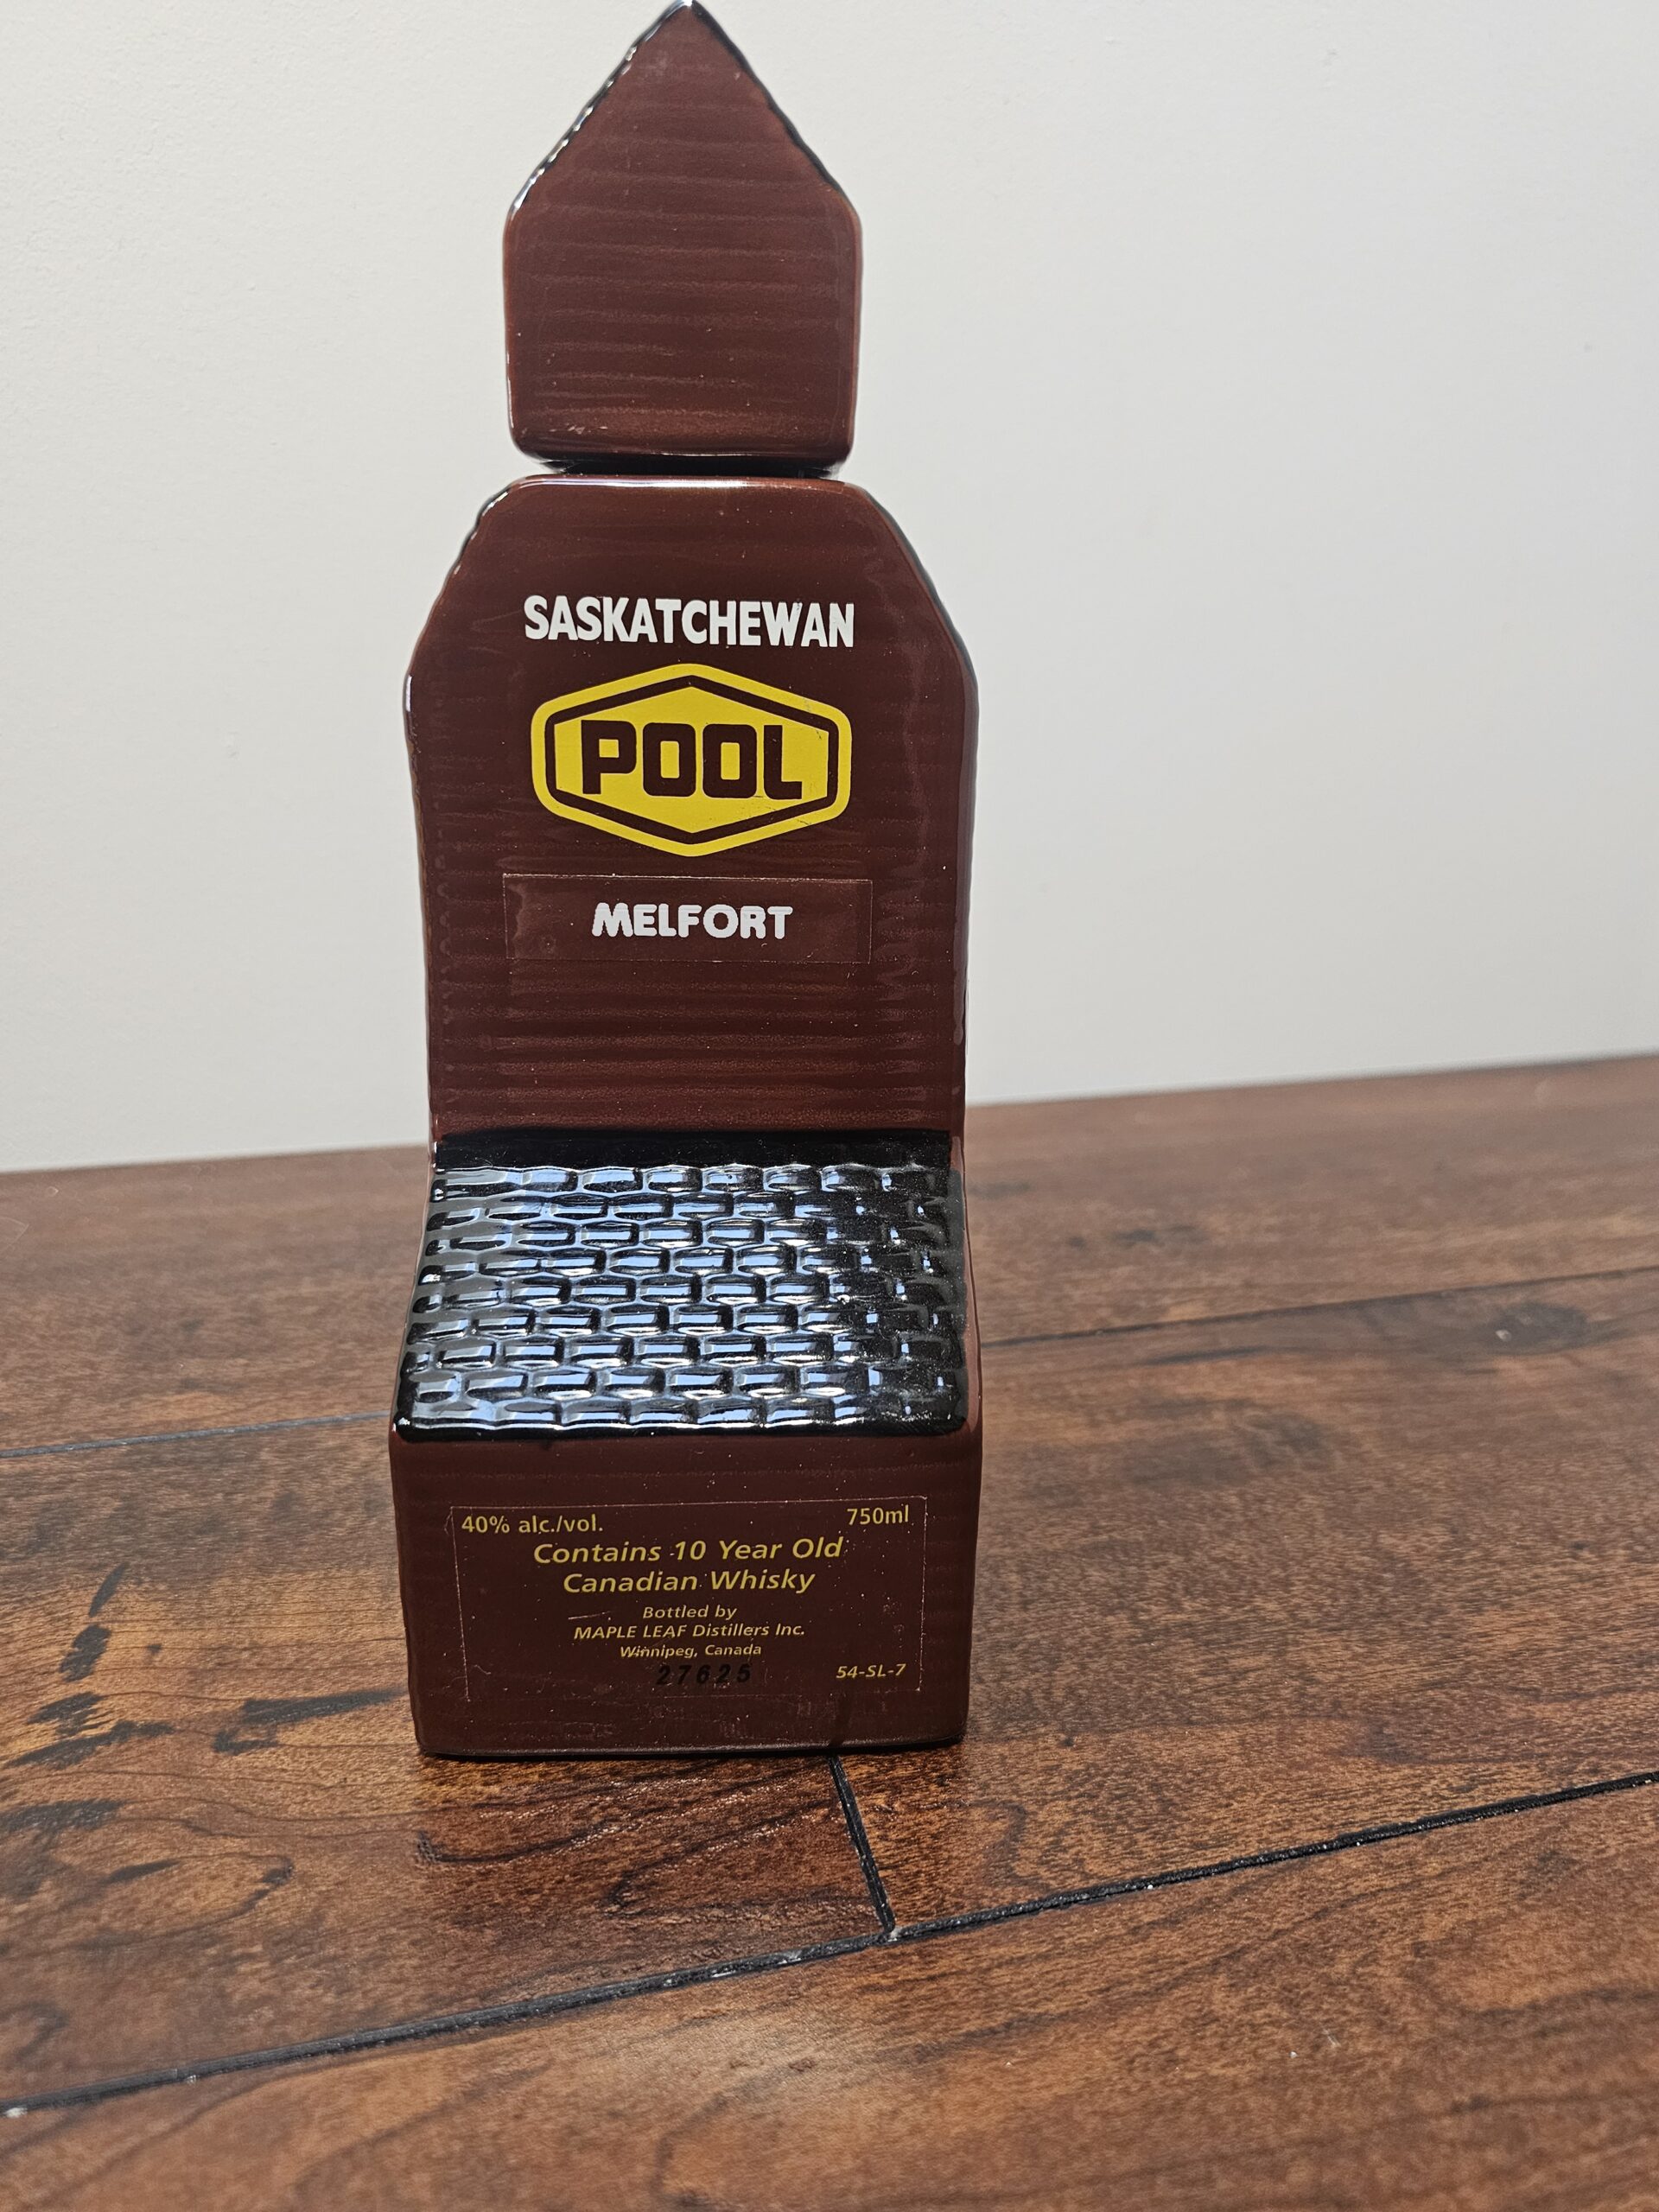 SASKATCHEWAN
POOL
MELFORT
40% alc./vol. 750ml
Contains 10 Year Old
Canadian Whisky
Bottled by
MAPLE LEAF Distillers Inc.
Winnipeg, Canada
27625 54-SL-7